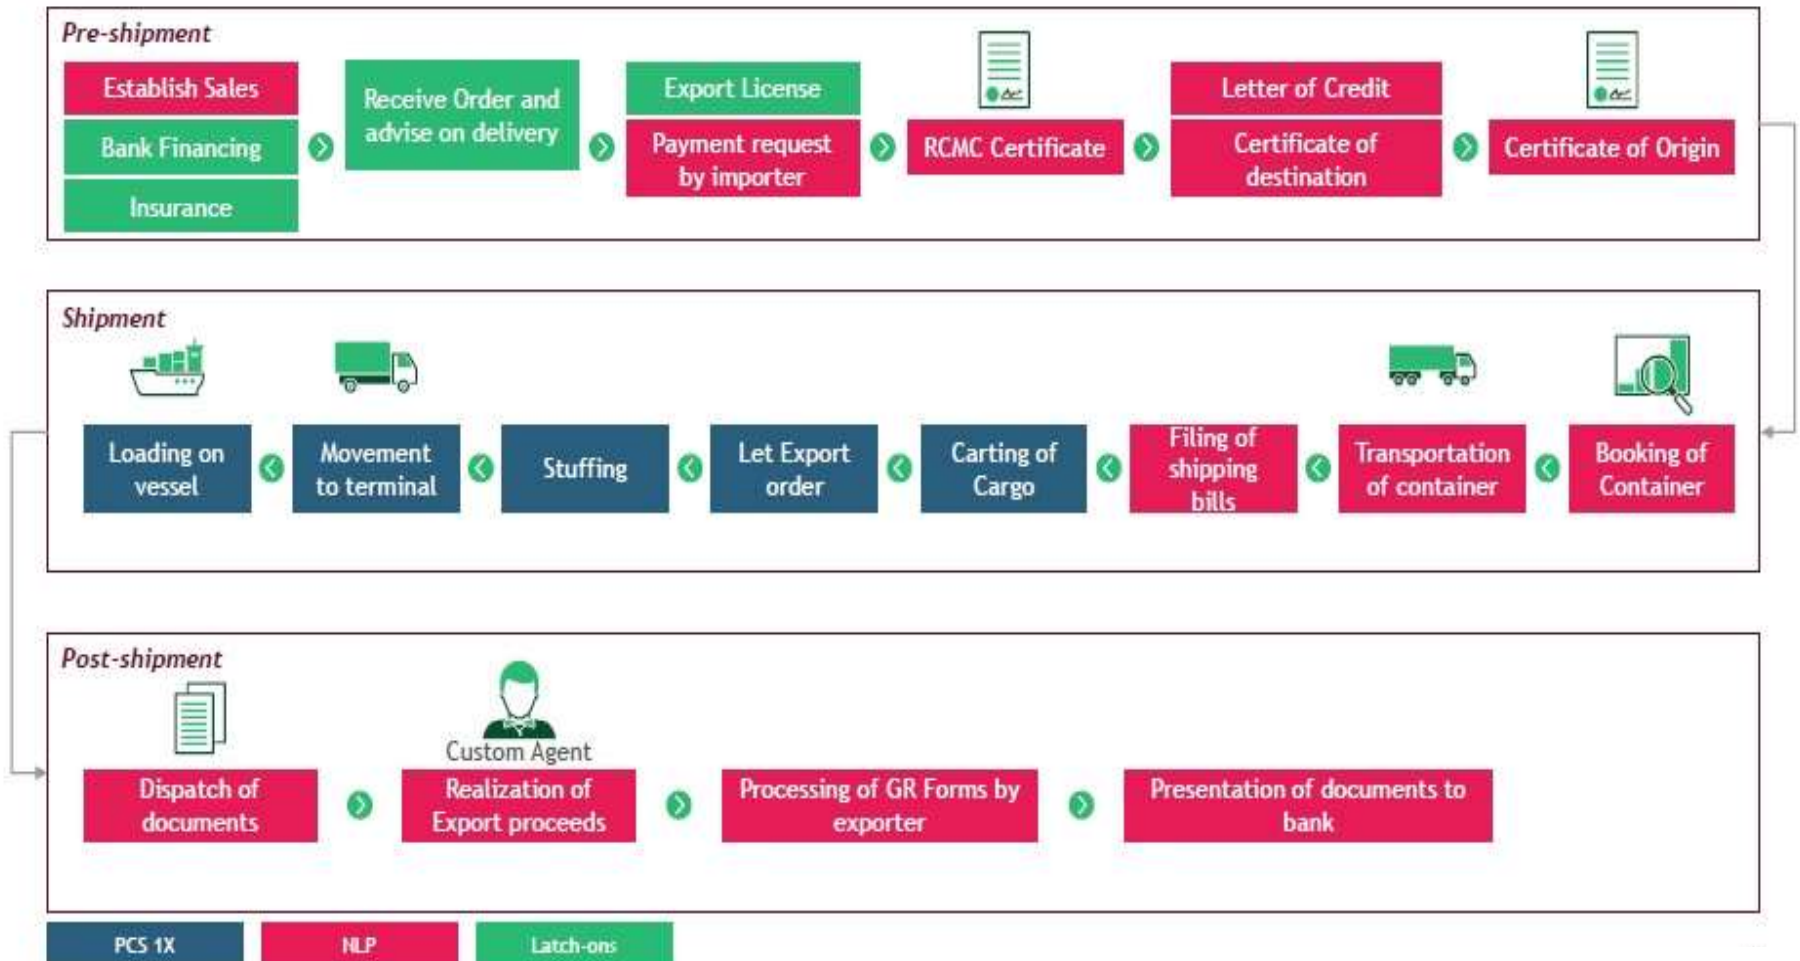 Pre-shipment
Establish Sales
Bank Financing
Insurance
Receive Order and
advise on delivery
Export License
Payment request
by importer
RCMC Certificate
Letter of Credit
Certificate of
destination
Certificate of Origin
Shipment
Loading on
vessel
Movement
to terminal
Stuffing
Let Export
order
Carting of
Cargo
Filing of
shipping
bills
Transportation
of container
Booking of
Container
Post-shipment
Custom Agent
Dispatch of
documents
Realization of
Export proceeds
Processing of GR Forms by
exporter
Presentation of documents to
bank
PCS 1X
NLP
Latch-ons